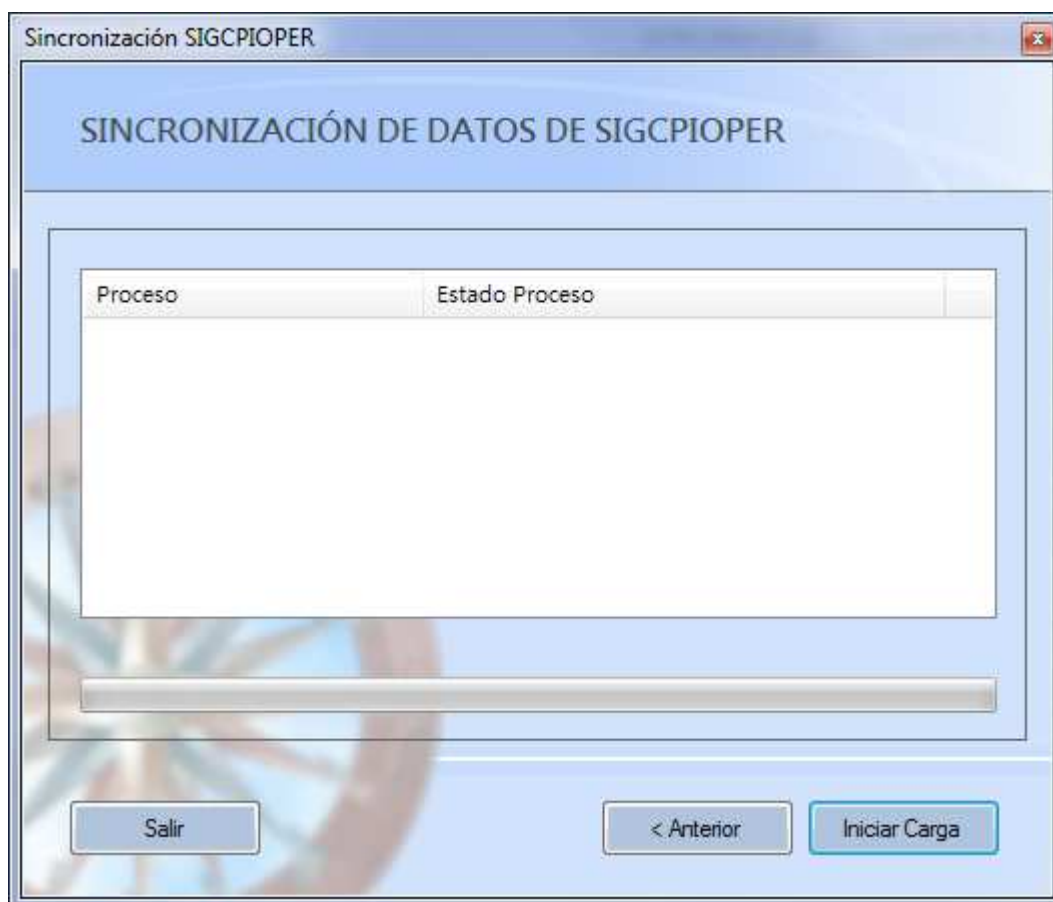 Sincronización SIGCPIOPER
SINCRONIZACIÓN DE DATOS DE SIGCPIOPER
Proceso Estado Proceso
Salir < Anterior Iniciar Carga